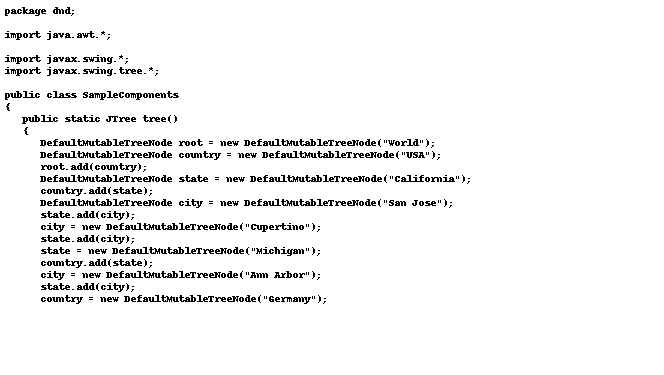 package dnd;

import java.awt.*;

import javax.swing.*;
import javax.swing.tree.*;

public class SampleComponents
{
   public static JTree tree()
   {
      DefaultMutableTreeNode root = new DefaultMutableTreeNode("World");
      DefaultMutableTreeNode country = new DefaultMutableTreeNode("USA");
      root.add(country);
      DefaultMutableTreeNode state = new DefaultMutableTreeNode("California");
      country.add(state);
      DefaultMutableTreeNode city = new DefaultMutableTreeNode("San Jose");
      state.add(city);
      city = new DefaultMutableTreeNode("Cupertino");
      state.add(city);
      state = new DefaultMutableTreeNode("Michigan");
      country.add(state);
      city = new DefaultMutableTreeNode("Ann Arbor");
      state.add(city);
      country = new DefaultMutableTreeNode("Germany");